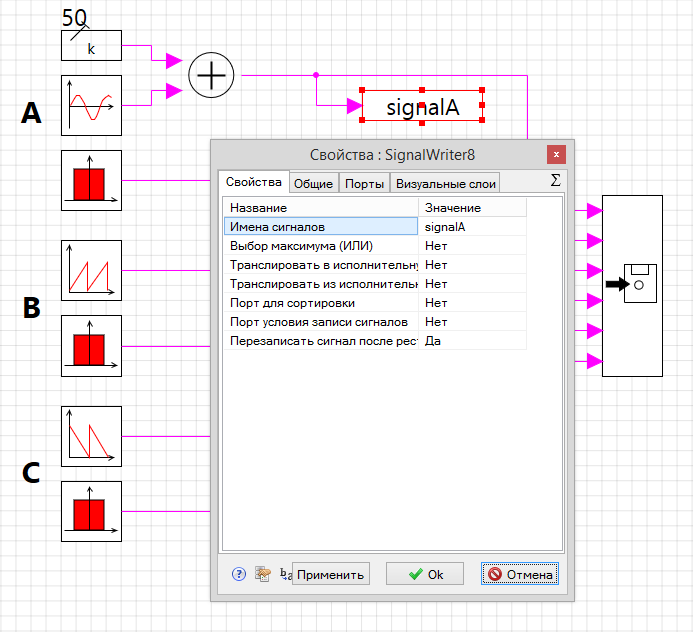 50
k
A
signalA
Свойства : SignalWriter8
x
Свойства Общие Порты Визуальные слои Σ
Название Значение
Имена сигналов signalA
Выбор максимума (ИЛИ) Нет
Транслировать в исполнительну Нет
Транслировать из исполнитель Нет
Порт для сортировки Нет
Порт условия записи сигналов Нет
Перезаписать сигнал после рес Да
B
C
? Применить Ok Отмена